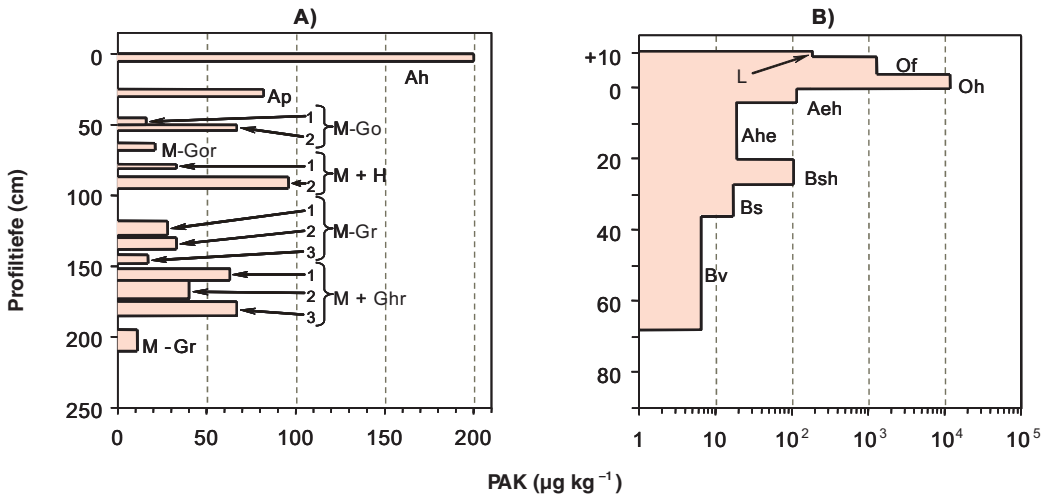 A)
B)
Profiltiefe (cm)
0
50
100
150
200
250
Ah
Ap
1
2
M-Go
M-Gor
1
2
M + H
1
2
3
M-Gr
1
2
3
M + Ghr
M - Gr
0 50 100 150 200
+10
0
20
40
60
80
L
Of
Oh
Aeh
Ahe
Bsh
Bs
Bv
1 10 10² 10³ 10⁴ 10⁵
PAK (µg kg⁻¹)